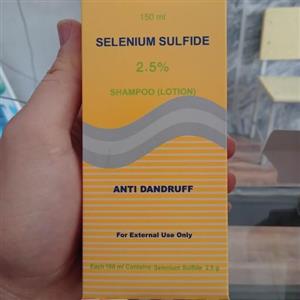 150 ml
SELENIUM SULFIDE
2.5%
SHAMPOO (LOTION)
ANTI DANDRUFF
For External Use Only
Each 100 ml Contains: Selenium Sulfide 2.5 g